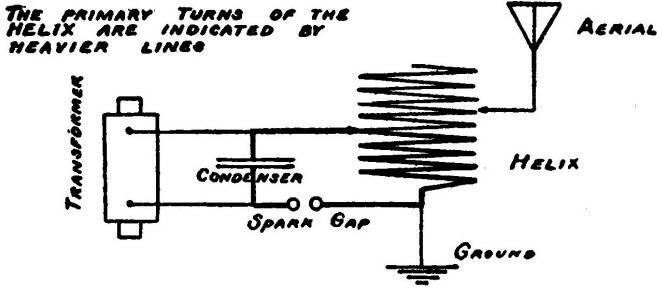 THE PRIMARY TURNS OF THE
HELIX ARE INDICATED BY
HEAVIER LINES
AERIAL
TRANSFORMER
CONDENSER
HELIX
SPARK GAP
GROUND